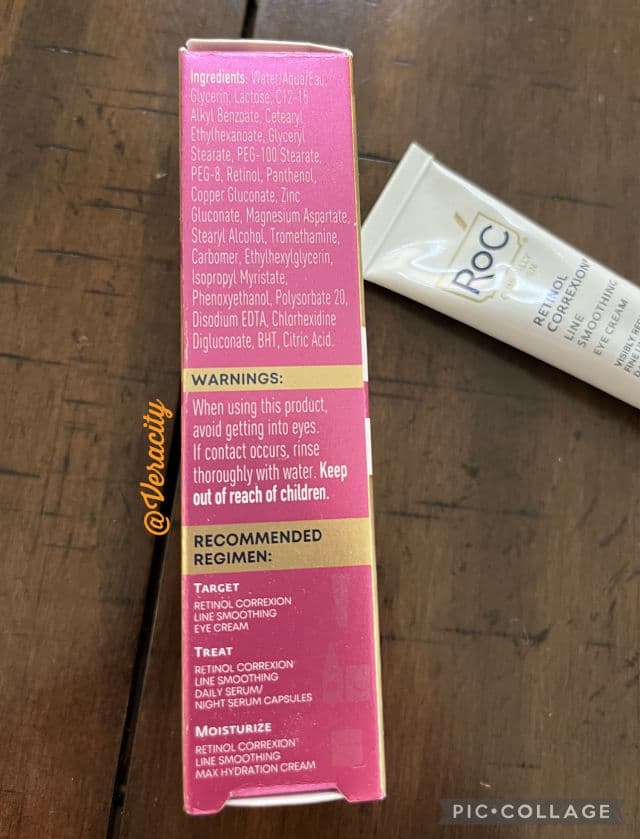 Ingredients: Water/Aqua/Eau,
Glycerin, Lactose, C12-15
Alkyl Benzoate, Cetearyl
Ethylhexanoate, Glyceryl
Stearate, PEG-100 Stearate,
PEG-8, Retinol, Panthenol,
Copper Gluconate, Zinc
Gluconate, Magnesium Aspartate,
Stearyl Alcohol, Tromethamine,
Carbomer, Ethylhexylglycerin,
Isopropyl Myristate,
Phenoxyethanol, Polysorbate 20,
Disodium EDTA, Chlorhexidine
Digluconate, BHT, Citric Acid.
WARNINGS:
When using this product,
avoid getting into eyes.
If contact occurs, rinse
thoroughly with water. Keep
out of reach of children.
RECOMMENDED
REGIMEN:
TARGET
RETINOL CORREXION
LINE SMOOTHING
EYE CREAM
TREAT
RETINOL CORREXION®
LINE SMOOTHING
DAILY SERUM/
NIGHT SERUM CAPSULES
MOISTURIZE
RETINOL CORREXION®
LINE SMOOTHING
MAX HYDRATION CREAM
RoC
RETINOL
CORREXION®
LINE
SMOOTHING
EYE CREAM
VISIBLY
FINE
@Veracity
PIC•COLLAGE